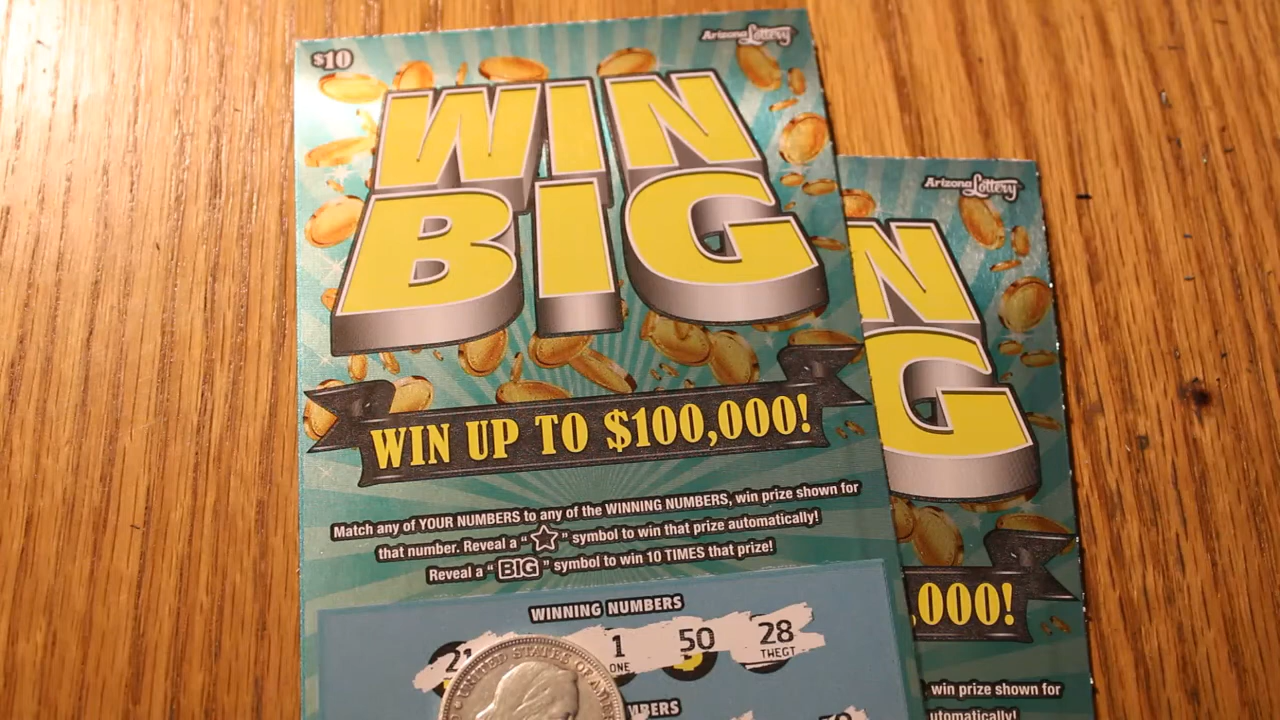 $10
Arizona Lottery
WIN
BIG
WIN UP TO $100,000!
Match any of YOUR NUMBERS to any of the WINNING NUMBERS, win prize shown for
that number. Reveal a "☆" symbol to win that prize automatically!
Reveal a "BIG" symbol to win 10 TIMES that prize!
WINNING NUMBERS
1 50 28
ONE THEGT
UNITED STATES OF
Arizona Lottery
N
G
,000!
win prize shown for
automatically!